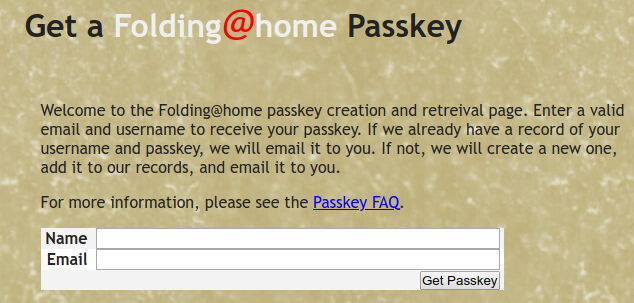 Get a Folding@home Passkey
Welcome to the Folding@home passkey creation and retreival page. Enter a valid
email and username to receive your passkey. If we already have a record of your
username and passkey, we will email it to you. If not, we will create a new one,
add it to our records, and email it to you.
For more information, please see the Passkey FAQ.
Name
Email
Get Passkey